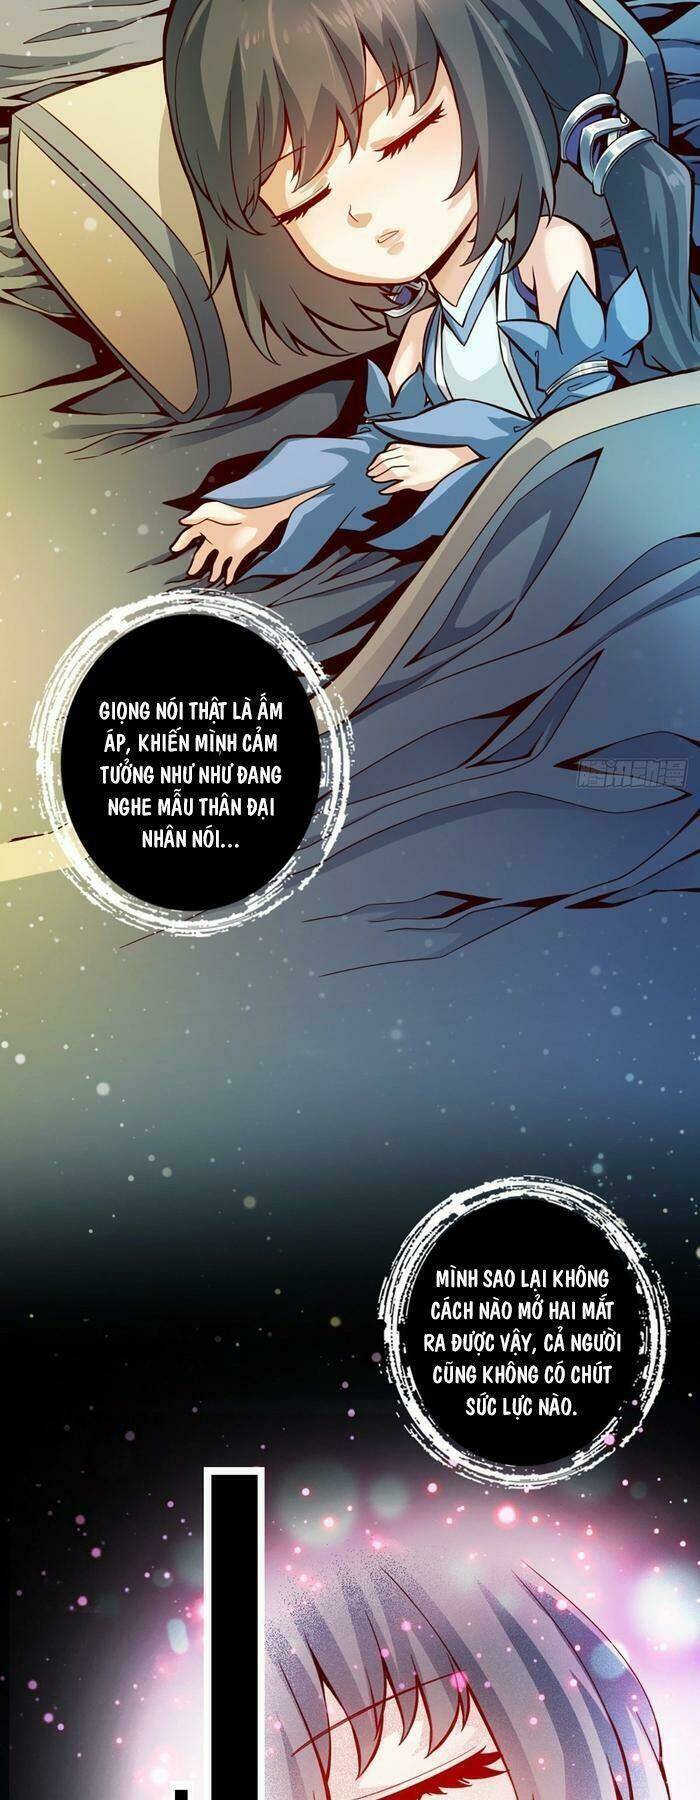 GIỌNG NÓI THẬT LÀ ẤM
ÁP, KHIẾN MÌNH CẢM
TƯỞNG NHƯ NHƯ ĐANG
NGHE MẪU THÂN ĐẠI
NHÂN NÓI...
MÌNH SAO LẠI KHÔNG
CÁCH NÀO MỞ HAI MẮT
RA ĐƯỢC VẬY, CẢ NGƯỜI
CŨNG KHÔNG CÓ CHÚT
SỨC LỰC NÀO.